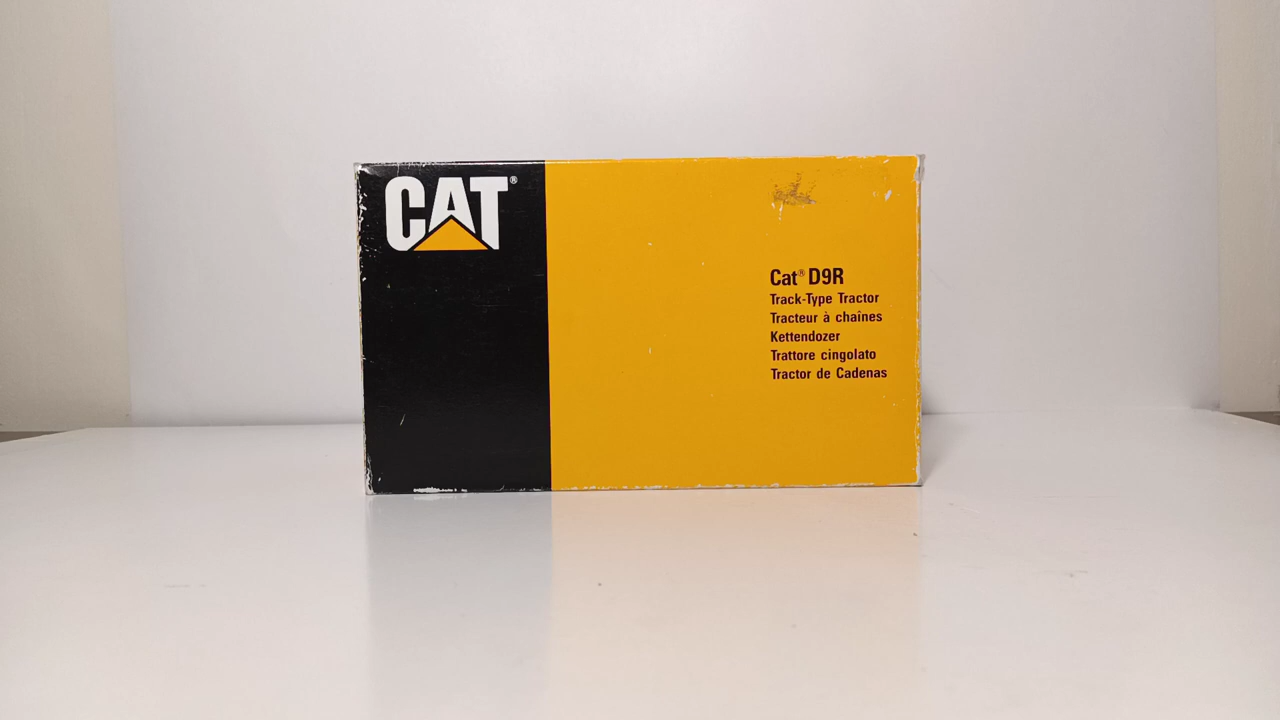 CAT®
Cat® D9R
Track-Type Tractor
Tracteur à chaînes
Kettendozer
Trattore cingolato
Tractor de Cadenas